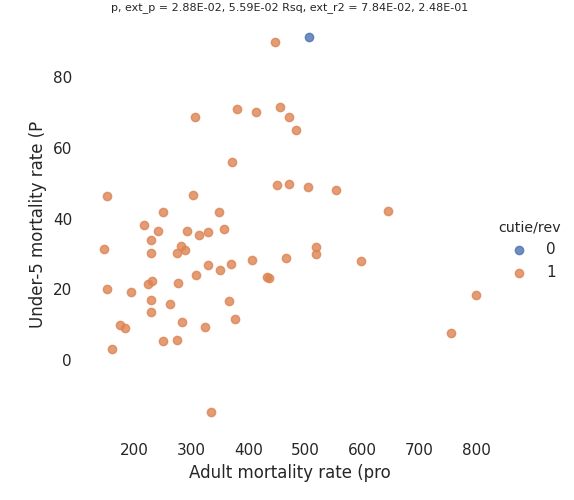 p, ext_p = 2.88E-02, 5.59E-02 Rsq, ext_r2 = 7.84E-02, 2.48E-01
80
60
40
20
0
Under-5 mortality rate (P
cutie/rev
0
1
200 300 400 500 600 700 800
Adult mortality rate (pro